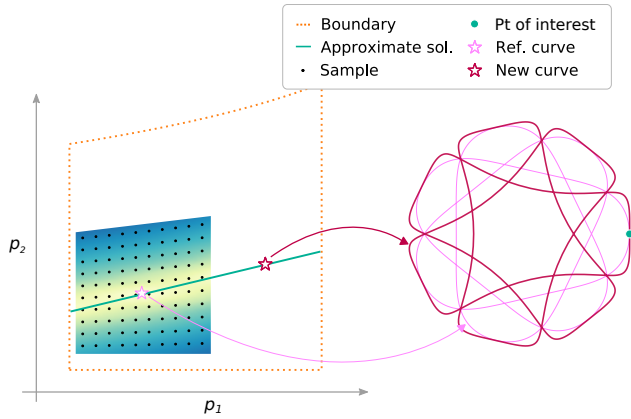 Boundary
Approximate sol.
Sample
Pt of interest
Ref. curve
New curve
p2
p1